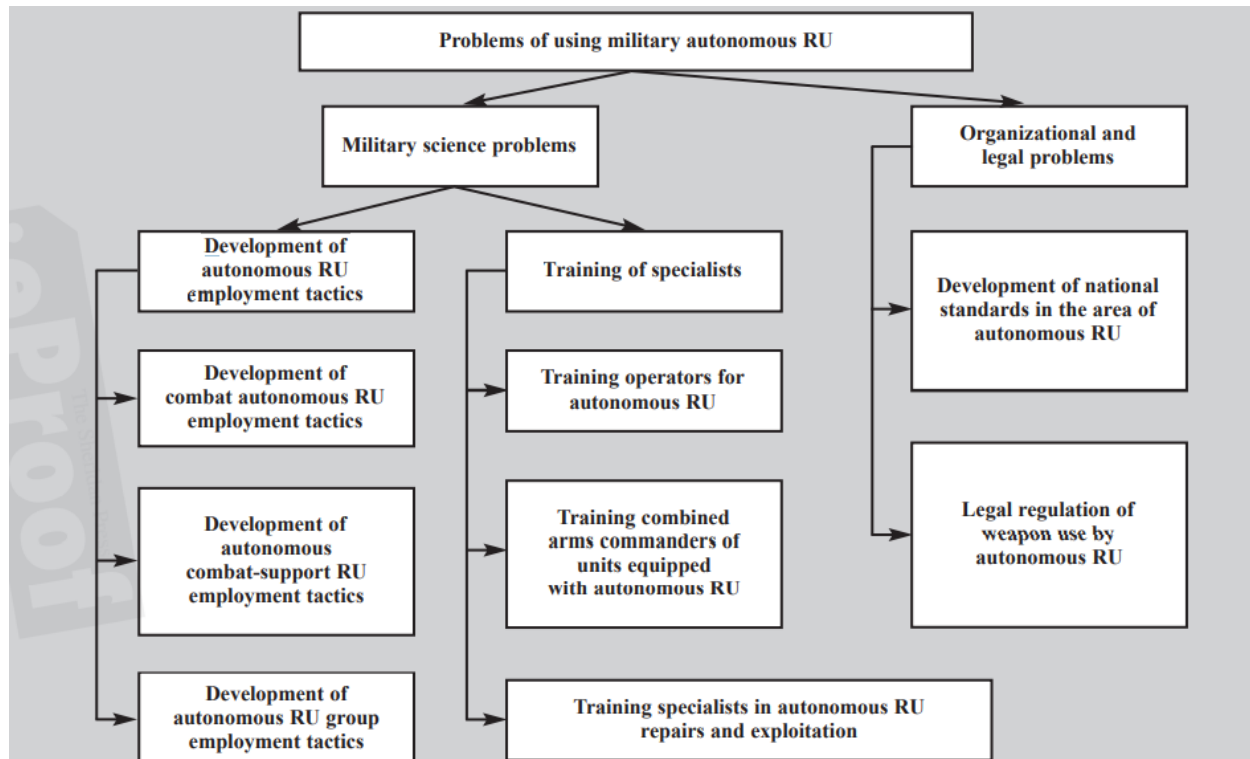 Problems of using military autonomous RU
Military science problems
Organizational and
legal problems
Development of
autonomous RU
employment tactics
Training of specialists
Development of national
standards in the area of
autonomous RU
Development of
combat autonomous RU
employment tactics
Training operators for
autonomous RU
Development of
autonomous
combat-support RU
employment tactics
Training combined
arms commanders of
units equipped
with autonomous RU
Legal regulation of
weapon use by
autonomous RU
Development of
autonomous RU group
employment tactics
Training specialists in autonomous RU
repairs and exploitation
eProof